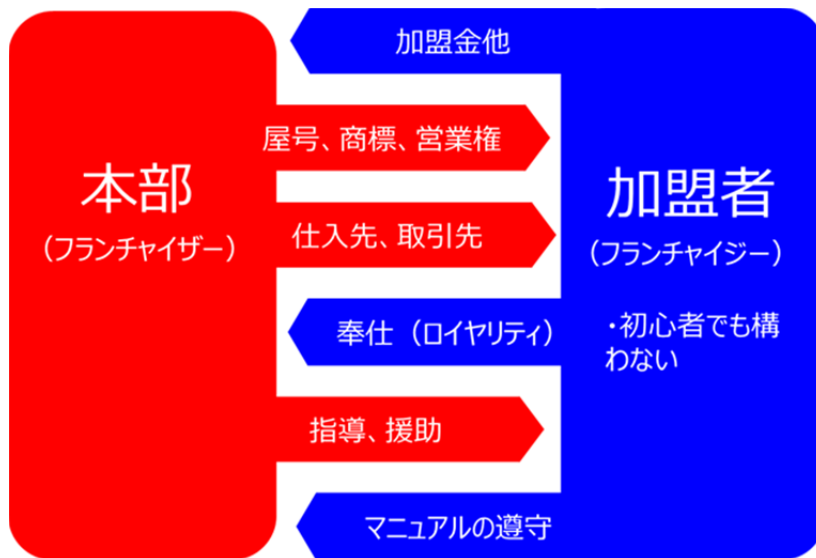 加盟金他
屋号、商標、営業権
本部
(フランチャイザー)
加盟者
(フランチャイジー)
仕入先、取引先
奉仕(ロイヤリティ)
・初心者でも構
わない
指導、援助
マニュアルの遵守